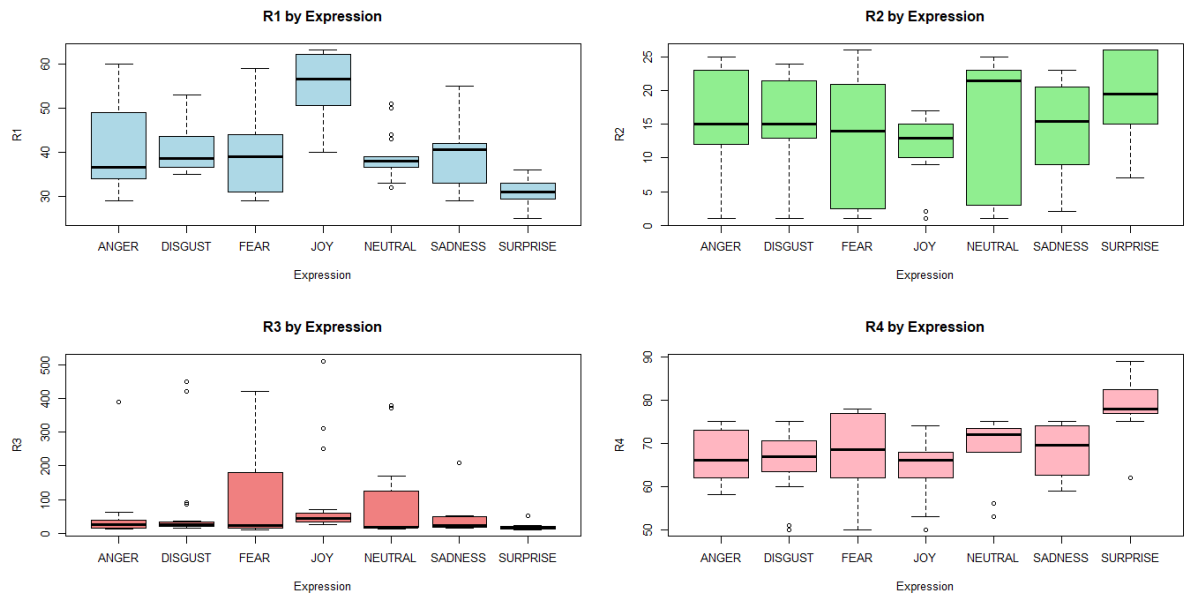 R1 by Expression
R1
60
50
40
30
ANGER DISGUST FEAR JOY NEUTRAL SADNESS SURPRISE
Expression
R2 by Expression
R2
25
20
15
10
5
0
ANGER DISGUST FEAR JOY NEUTRAL SADNESS SURPRISE
Expression
R3 by Expression
R3
500
400
300
200
100
0
ANGER DISGUST FEAR JOY NEUTRAL SADNESS SURPRISE
Expression
R4 by Expression
R4
90
80
70
60
50
ANGER DISGUST FEAR JOY NEUTRAL SADNESS SURPRISE
Expression